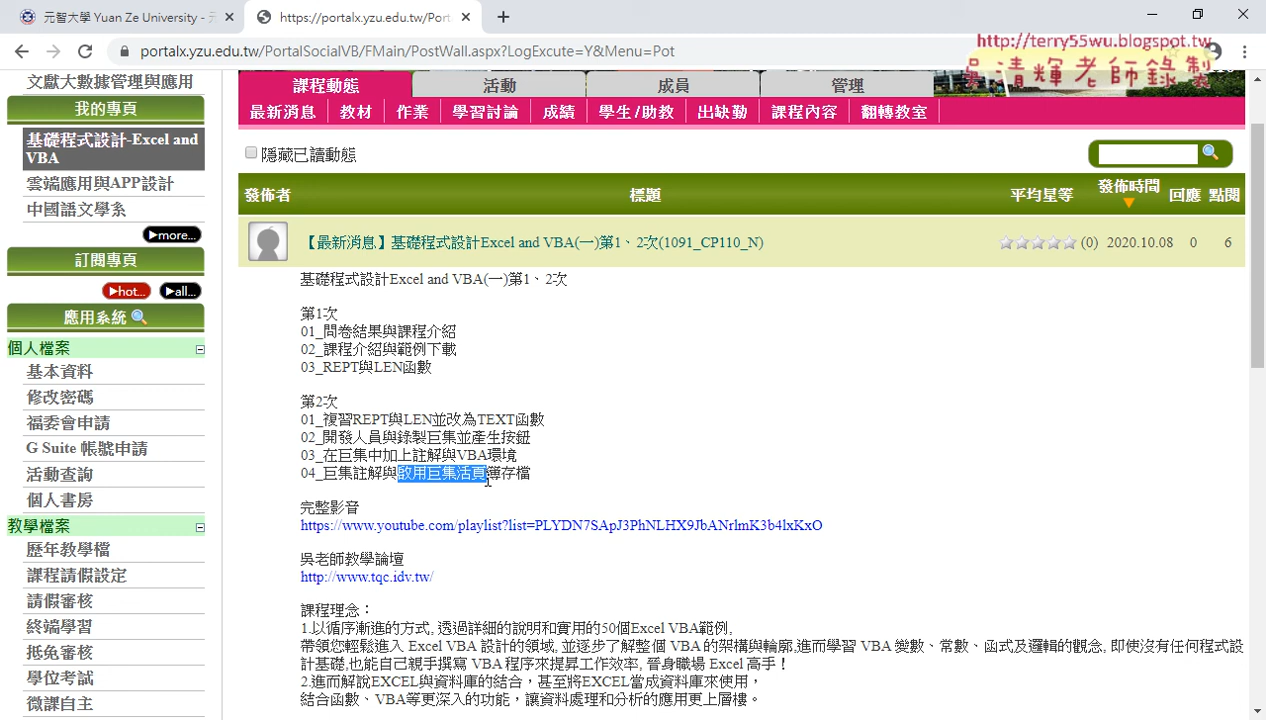 元智大學 Yuan Ze University - 元
https://portalx.yzu.edu.tw/Port
portalx.yzu.edu.tw/PortalSocialVB/FMain/PostWall.aspx?LogExcute=Y&Menu=Pot
http://terry55wu.blogspot.tw
吳清輝老師錄製
文獻大數據管理與應用
我的專頁
基礎程式設計-Excel and VBA
雲端應用與APP設計
中國語文學系
▶more...
訂閱專頁
▶hot...
▶all...
應用系統
個人檔案
基本資料
修改密碼
福委會申請
G Suite 帳號申請
活動查詢
個人書房
教學檔案
歷年教學檔
課程請假設定
請假審核
終端學習
抵免審核
學位考試
微課自主
課程動態
活動
成員
管理
最新消息
教材
作業
學習討論
成績
學生/助教
出缺勤
課程內容
翻轉教室
隱藏已讀動態
發佈者
標題
平均星等
發佈時間
回應
點閱
【最新消息】基礎程式設計Excel and VBA(一)第1、2次(1091_CP110_N)
(0)
2020.10.08
0
6
基礎程式設計Excel and VBA(一)第1、2次
第1次
01_問卷結果與課程介紹
02_課程介紹與範例下載
03_REPT與LEN函數
第2次
01_複習REPT與LEN並改為TEXT函數
02_開發人員與錄製巨集並產生按鈕
03_在巨集中加上註解與VBA環境
04_巨集註解與啟用巨集活頁簿存檔
完整影音
https://www.youtube.com/playlist?list=PLYDN7SApJ3PhNLHX9JbANrlmK3b4lxKxO
吳老師教學論壇
http://www.tqc.idv.tw/
課程理念：
1.以循序漸進的方式, 透過詳細的說明和實用的50個Excel VBA範例,
帶領您輕鬆進入 Excel VBA 設計的領域, 並逐步了解整個 VBA 的架構與輪廓,進而學習 VBA 變數、常數、函式及邏輯的觀念, 即使沒有任何程式設
計基礎,也能自己親手撰寫 VBA 程序來提昇工作效率, 晉身職場 Excel 高手！
2.進而解說EXCEL與資料庫的結合，甚至將EXCEL當成資料庫來使用，
結合函數、VBA等更深入的功能，讓資料處理和分析的應用更上層樓。